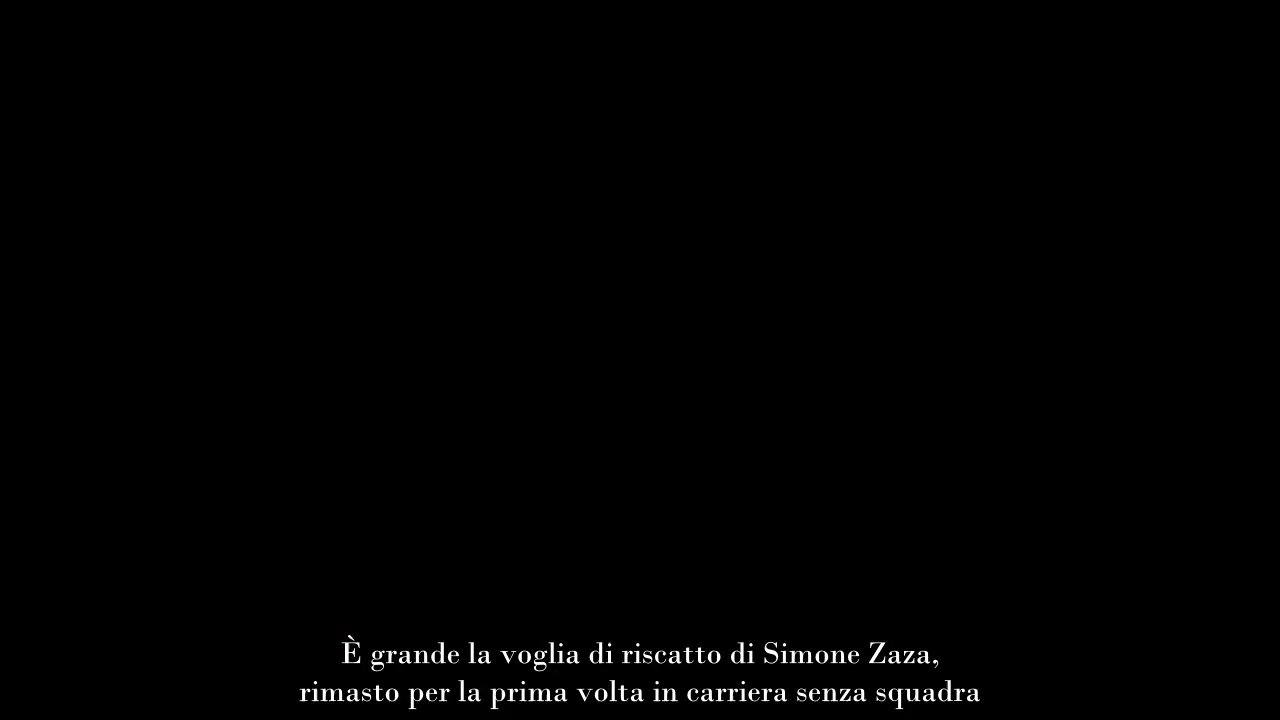 È grande la voglia di riscatto di Simone Zaza,
rimasto per la prima volta in carriera senza squadra